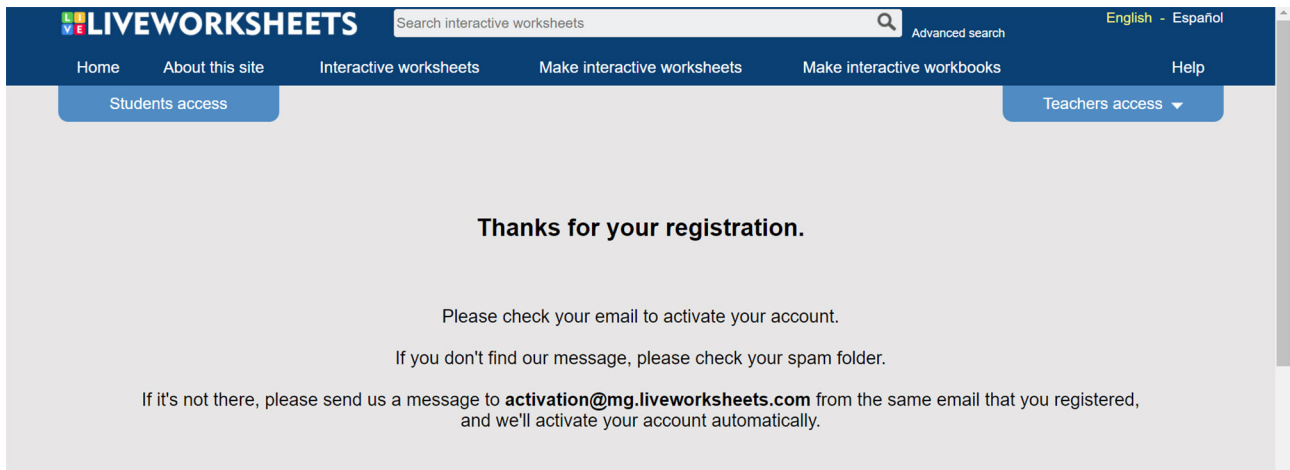 LIVE LIVEWORKSHEETS
Search interactive worksheets
Advanced search
English - Español
Home About this site Interactive worksheets Make interactive worksheets Make interactive workbooks Help
Students access
Teachers access
Thanks for your registration.
Please check your email to activate your account.
If you don't find our message, please check your spam folder.
If it's not there, please send us a message to activation@mg.liveworksheets.com from the same email that you registered,
and we'll activate your account automatically.